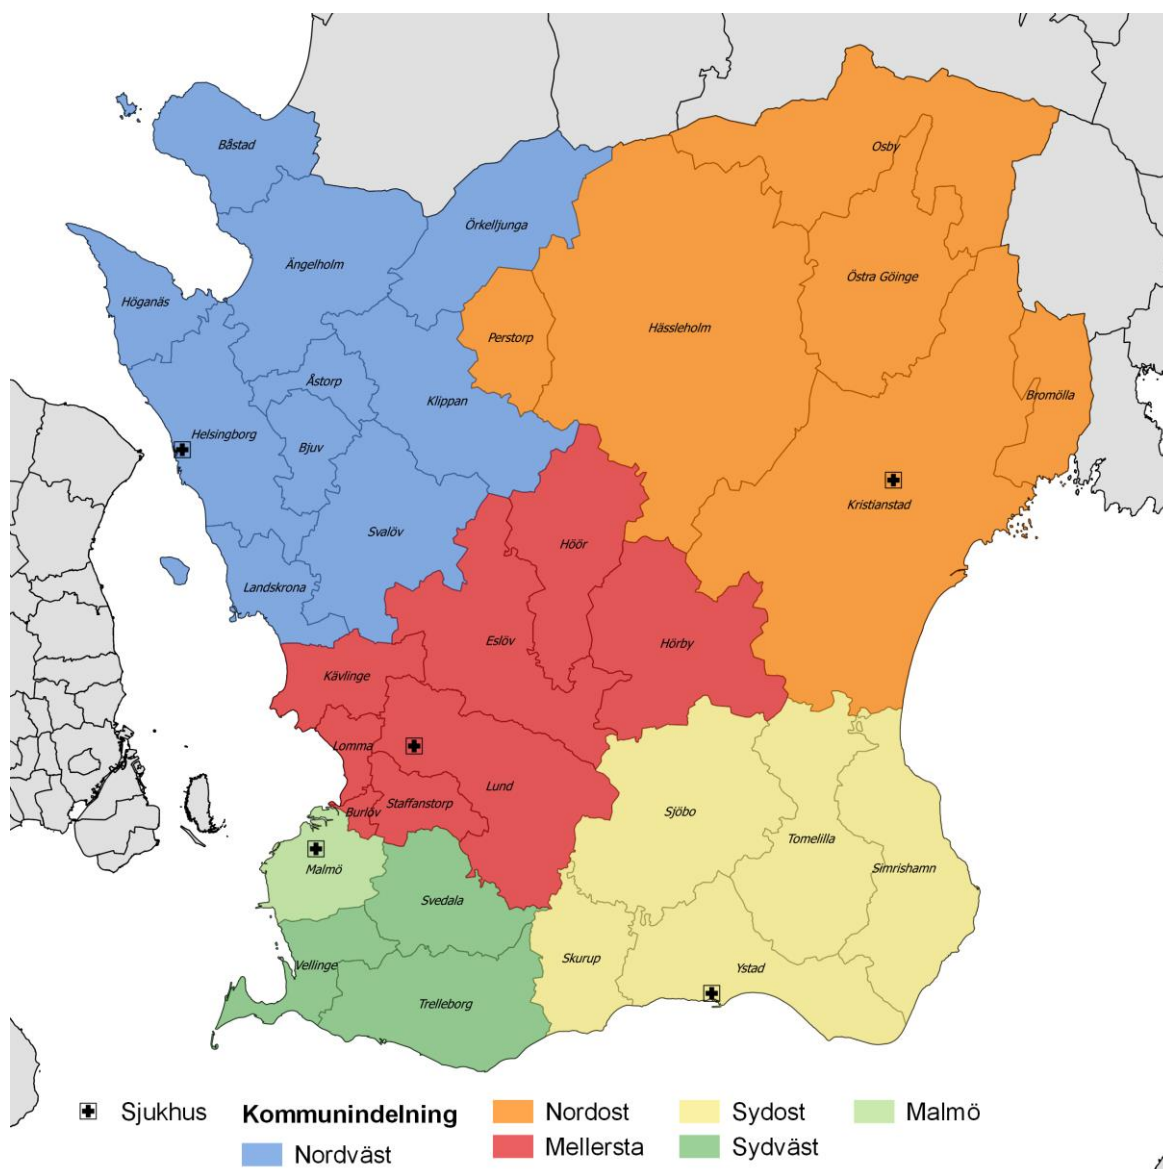 Båstad
Osby
Örkelljunga
Ängelholm
Östra Göinge
Höganäs
Hässleholm
Perstorp
Åstorp
Klippan
Bromölla
Helsingborg
Bjuv
Kristianstad
Svalöv
Höör
Landskrona
Eslöv
Hörby
Kävlinge
Lomma
Lund
Staffanstorp
Burlöv
Sjöbo
Tomelilla
Malmö
Simrishamn
Svedala
Skurup
Vellinge
Ystad
Trelleborg
Sjukhus
Kommunindelning
Nordväst
Nordost
Mellersta
Sydost
Sydväst
Malmö